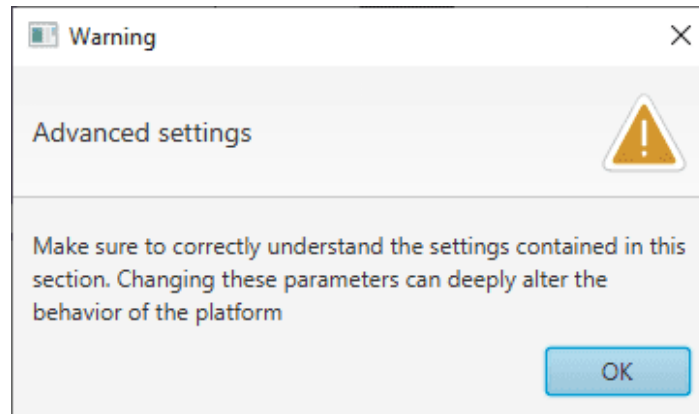 Warning
Advanced settings
Make sure to correctly understand the settings contained in this
section. Changing these parameters can deeply alter the
behavior of the platform
OK